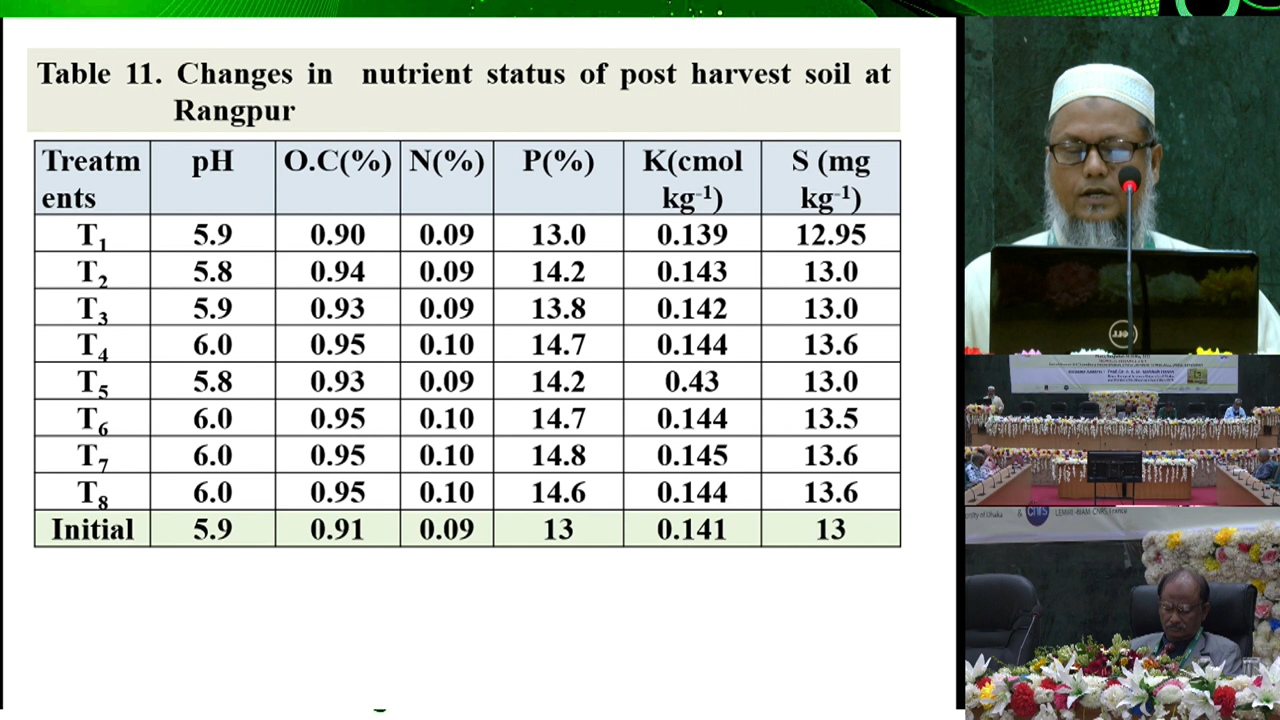 Table 11. Changes in nutrient status of post harvest soil at
Rangpur
Treatm ents pH O.C(%) N(%) P(%) K(cmol kg-1) S (mg kg-1)
T1 5.9 0.90 0.09 13.0 0.139 12.95
T2 5.8 0.94 0.09 14.2 0.143 13.0
T3 5.9 0.93 0.09 13.8 0.142 13.0
T4 6.0 0.95 0.10 14.7 0.144 13.6
T5 5.8 0.93 0.09 14.2 0.43 13.0
T6 6.0 0.95 0.10 14.7 0.144 13.5
T7 6.0 0.95 0.10 14.8 0.145 13.6
T8 6.0 0.95 0.10 14.6 0.144 13.6
Initial 5.9 0.91 0.09 13 0.141 13
DELL
of Dhaka & CNRS